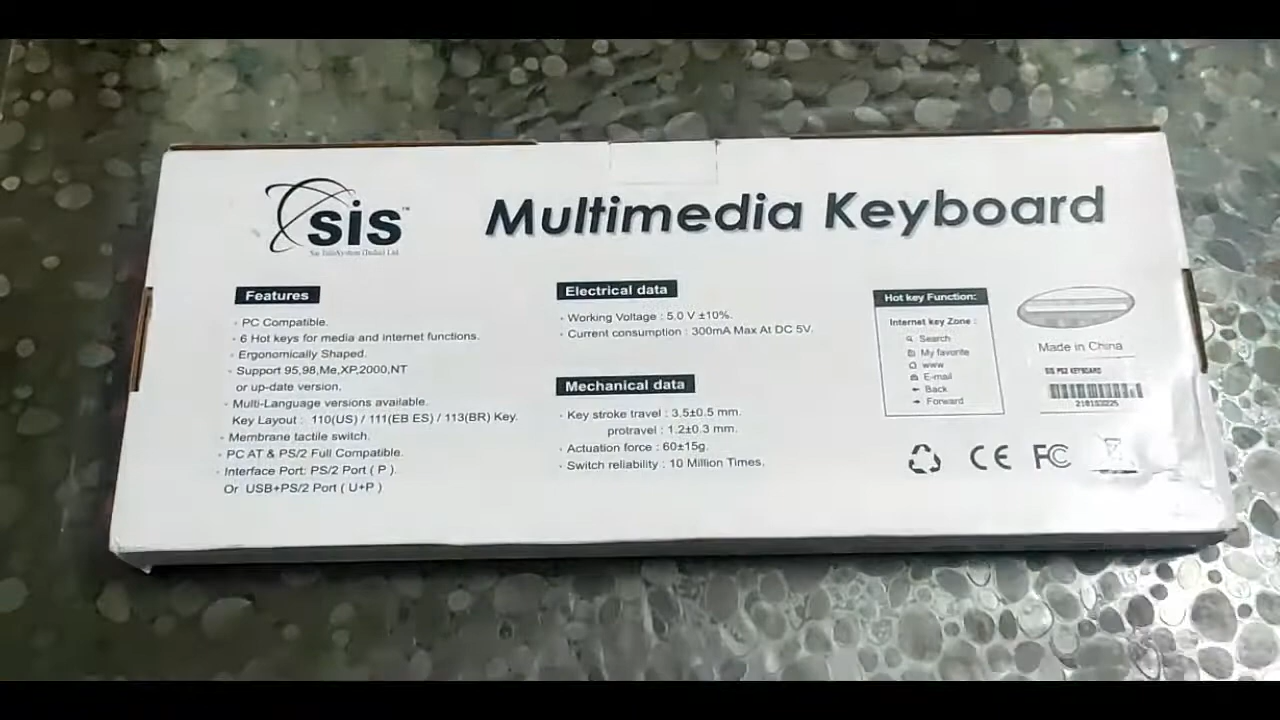 sis™
Sis InfoSystem (India) Ltd.
Multimedia Keyboard
Features
· PC Compatible.
· 6 Hot keys for media and internet functions.
· Ergonomically Shaped.
· Support 95,98,Me,XP,2000,NT
or up-date version.
· Multi-Language versions available.
Key Layout : 110(US) / 111(EB ES) / 113(BR) Key.
· Membrane tactile switch.
· PC AT & PS/2 Full Compatible.
· Interface Port: PS/2 Port ( P ).
Or USB+PS/2 Port ( U+P )
Electrical data
· Working Voltage : 5.0 V ±10%.
· Current consumption : 300mA Max At DC 5V.
Mechanical data
· Key stroke travel : 3.5±0.5 mm.
protravel : 1.2±0.3 mm.
· Actuation force : 60±15g.
· Switch reliability : 10 Million Times.
Hot key Function:
Internet key Zone :
Search
My favorite
www
E-mail
Back
Forward
Made in China
SIS PS2 KEYBOARD
210103225
CE FC